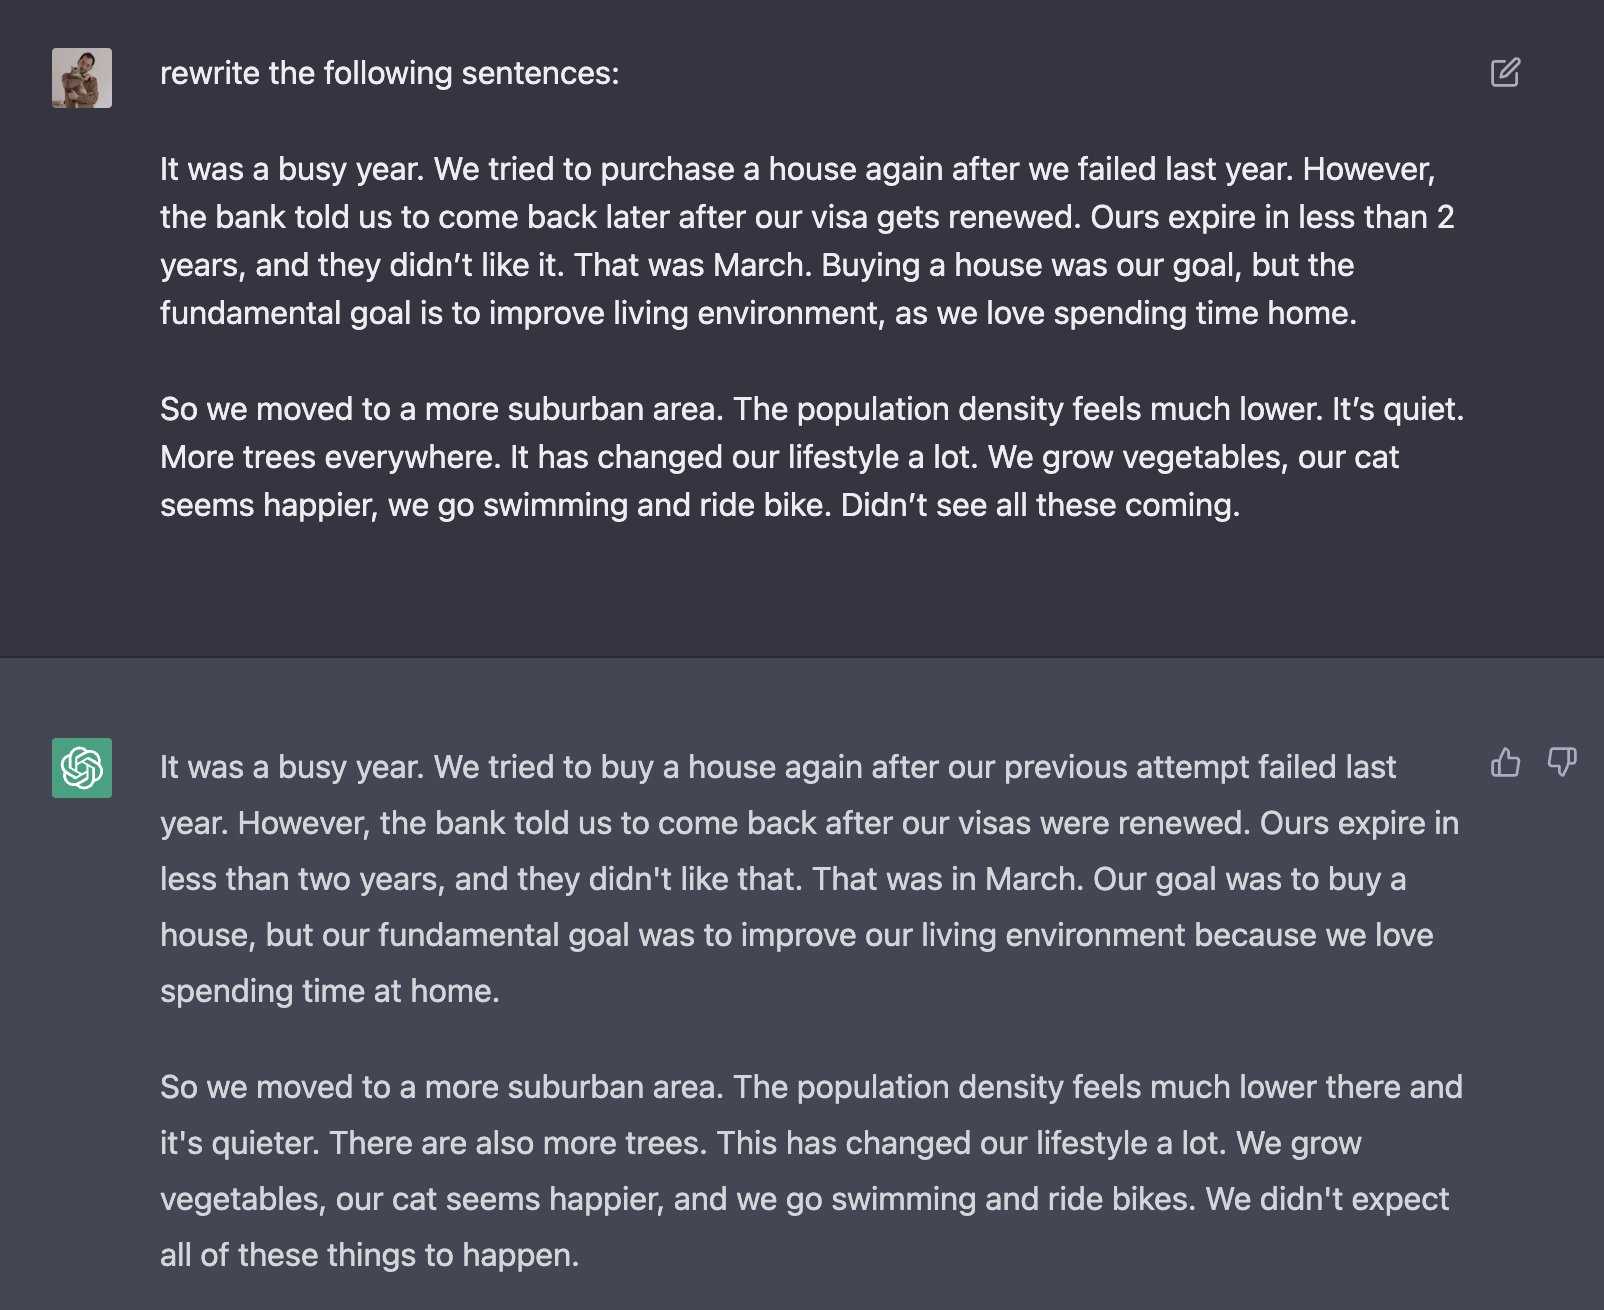 rewrite the following sentences:
It was a busy year. We tried to purchase a house again after we failed last year. However,
the bank told us to come back later after our visa gets renewed. Ours expire in less than 2
years, and they didn’t like it. That was March. Buying a house was our goal, but the
fundamental goal is to improve living environment, as we love spending time home.
So we moved to a more suburban area. The population density feels much lower. It’s quiet.
More trees everywhere. It has changed our lifestyle a lot. We grow vegetables, our cat
seems happier, we go swimming and ride bike. Didn’t see all these coming.
It was a busy year. We tried to buy a house again after our previous attempt failed last
year. However, the bank told us to come back after our visas were renewed. Ours expire in
less than two years, and they didn't like that. That was in March. Our goal was to buy a
house, but our fundamental goal was to improve our living environment because we love
spending time at home.
So we moved to a more suburban area. The population density feels much lower there and
it's quieter. There are also more trees. This has changed our lifestyle a lot. We grow
vegetables, our cat seems happier, and we go swimming and ride bikes. We didn't expect
all of these things to happen.